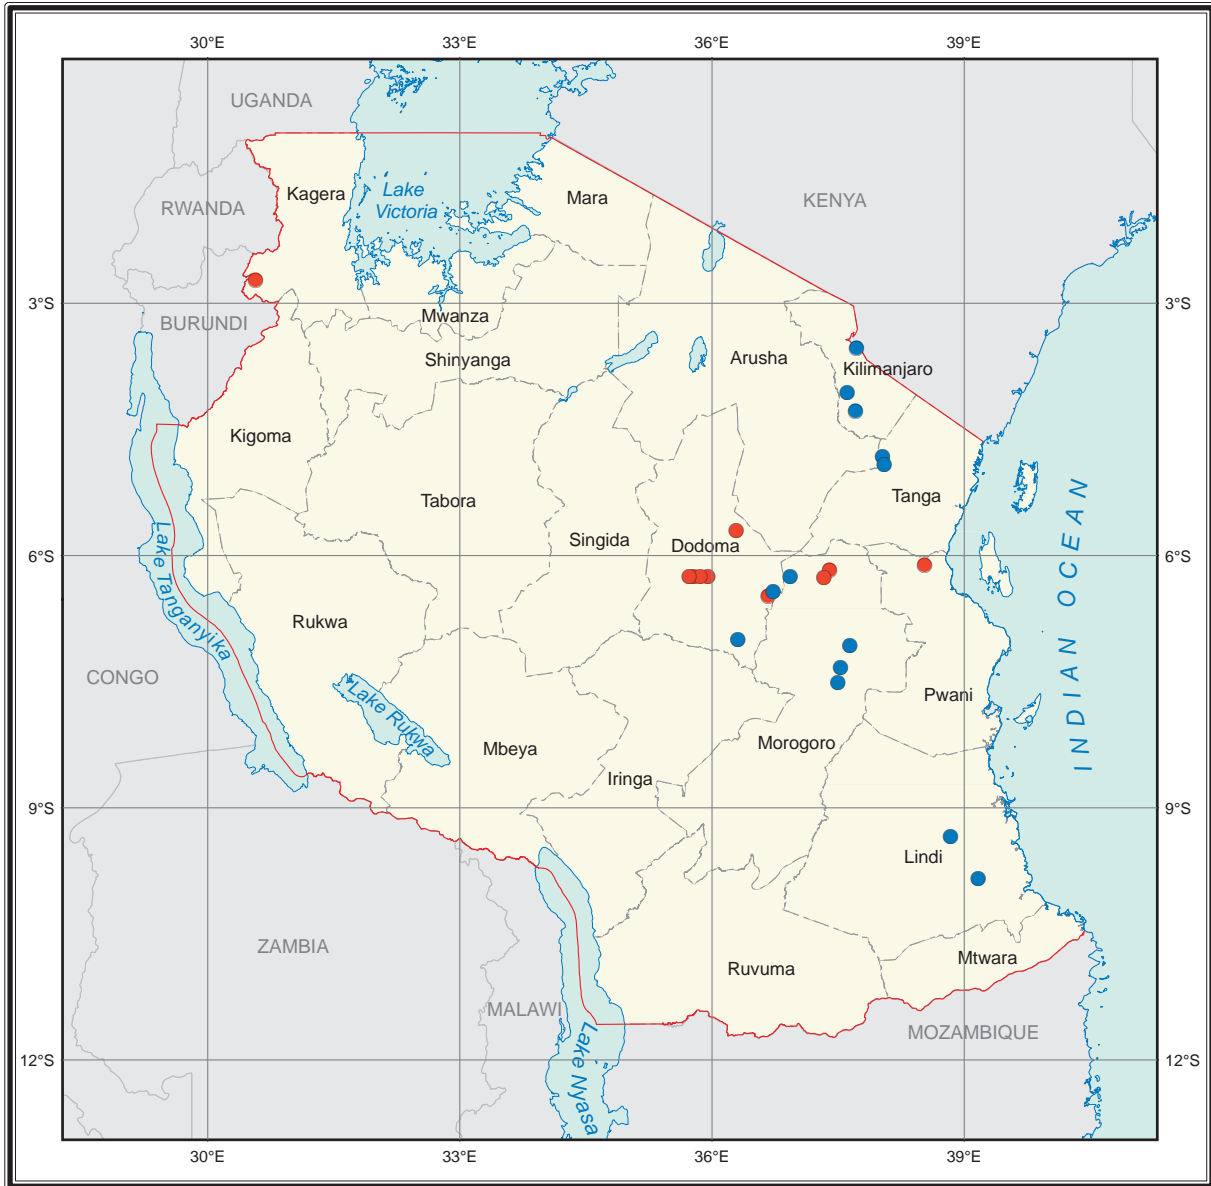 30°E 33°E 36°E 39°E
UGANDA
Kagera
Lake
Victoria
Mara
RWANDA
KENYA
3°S
3°S
Mwanza
BURUNDI
Shinyanga
Arusha
Kilimanjaro
Kigoma
Tabora
Tanga
Singida
Dodoma
6°S
6°S
Lake Tanganyika
INDIAN OCEAN
Rukwa
CONGO
Lake Rukwa
Pwani
Mbeya
Morogoro
Iringa
9°S
9°S
Lindi
ZAMBIA
Mtwara
Ruvuma
MALAWI
MOZAMBIQUE
Lake Nyasa
12°S
12°S
30°E 33°E 36°E 39°E